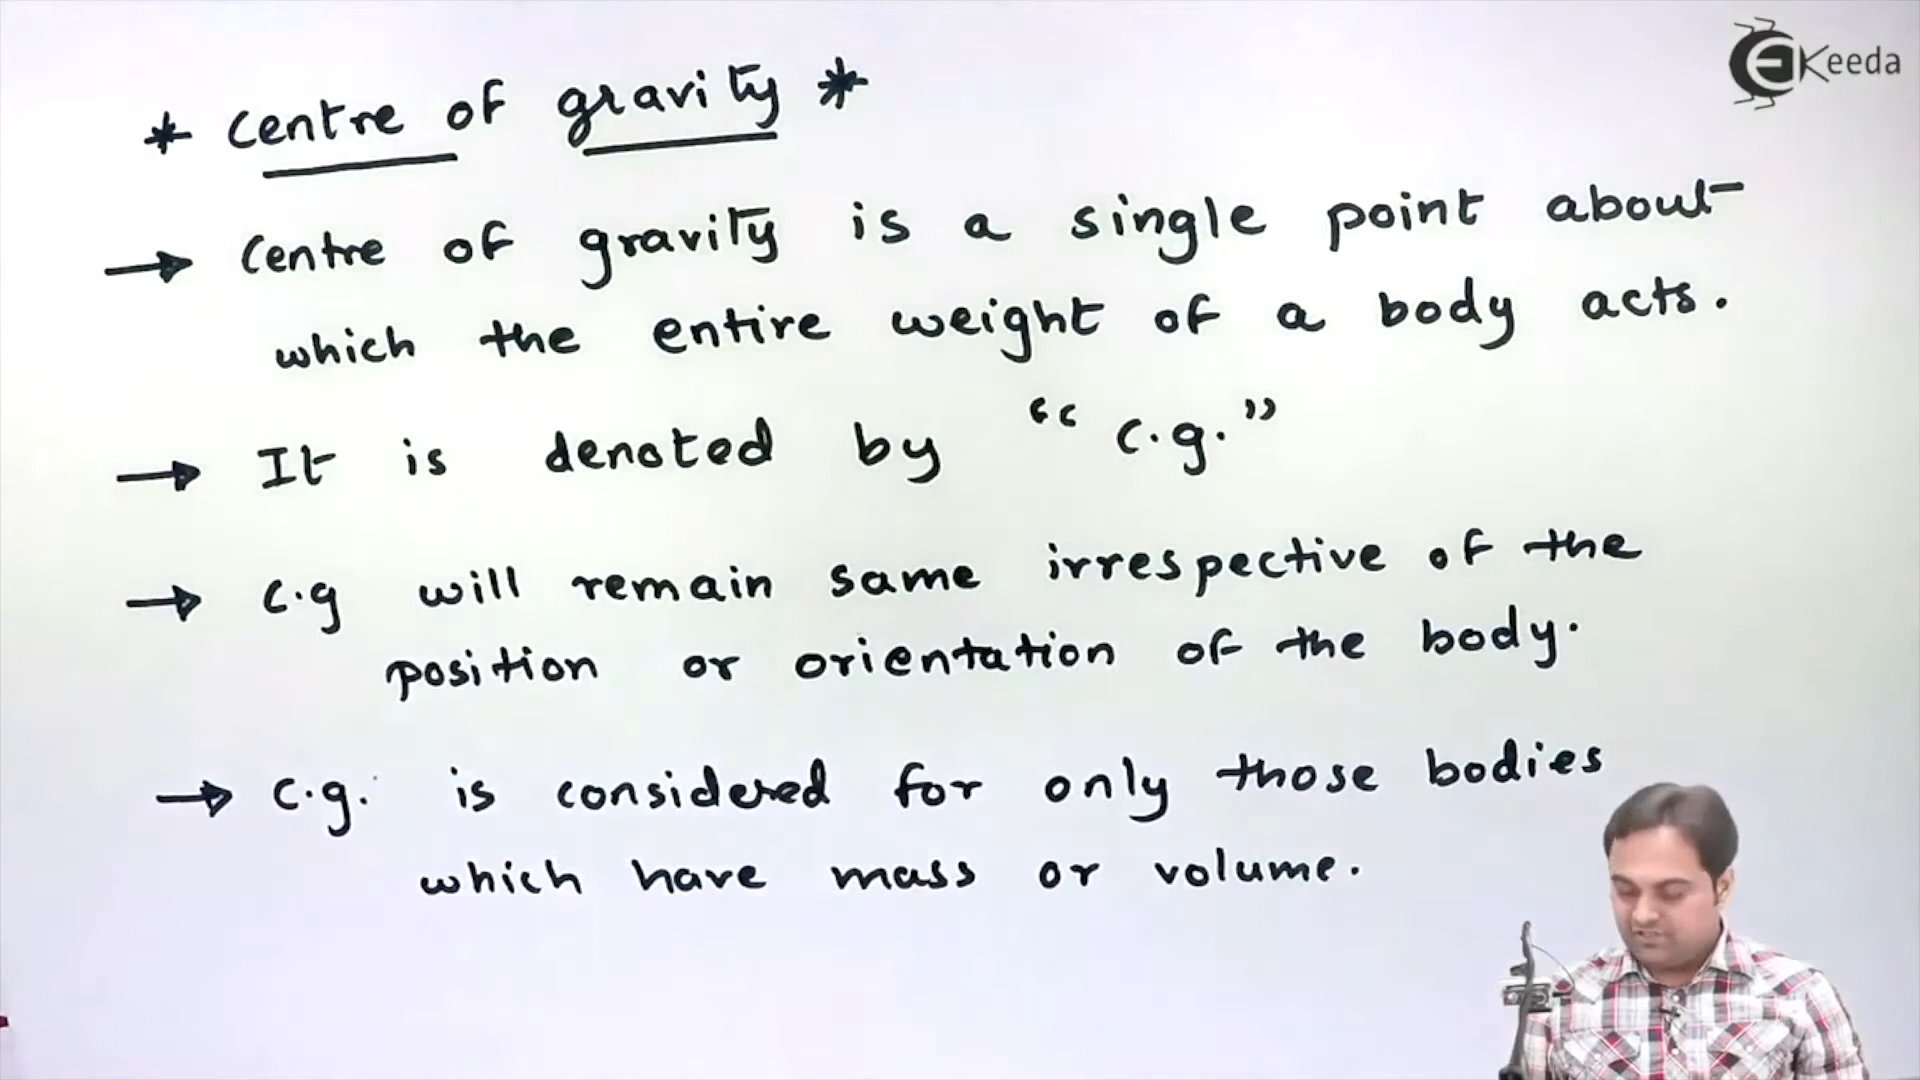 EKeeda
* Centre of gravity *
→ Centre of gravity is a single point about
which the entire weight of a body acts.
→ It is denoted by "c.g."
→ C.g will remain same irrespective of the
position or orientation of the body.
→ C.g. is considered for only those bodies
which have mass or volume.